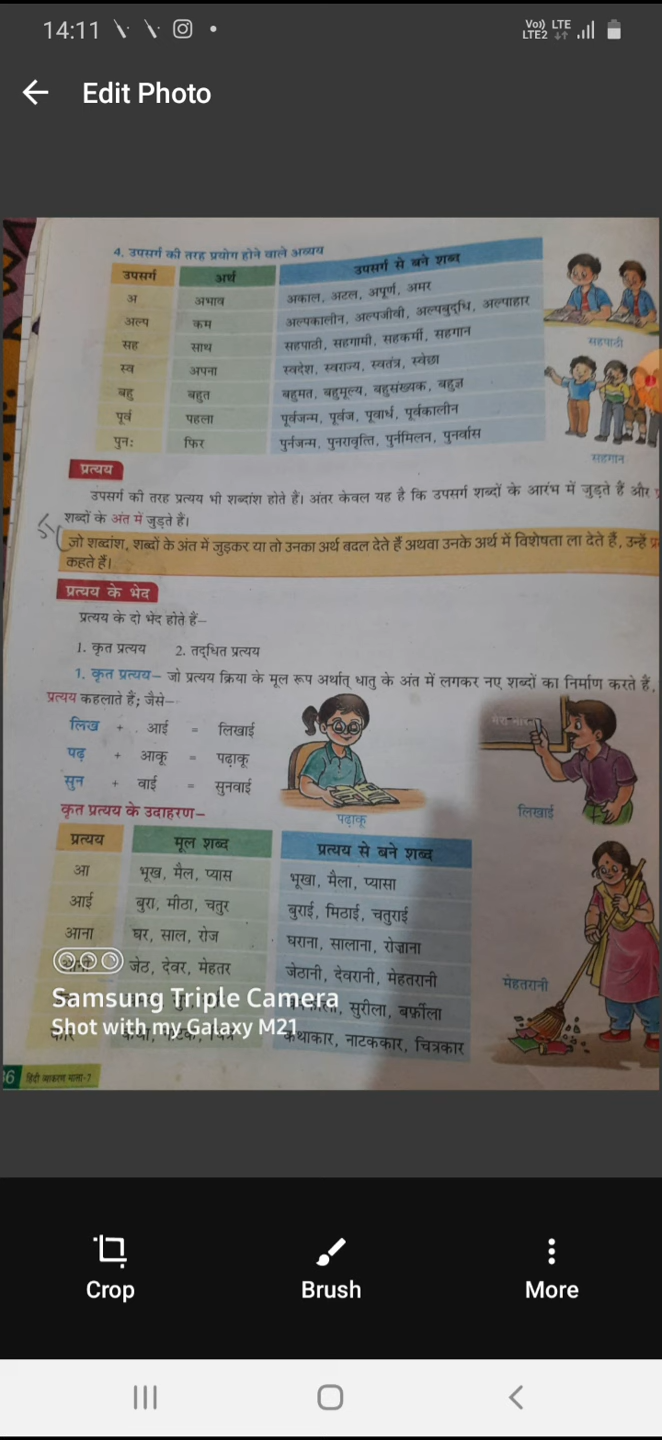 14:11
Vo)) LTE
LTE2
Edit Photo
4. उपसर्ग की तरह प्रयोग होने वाले अव्यय
उपसर्ग अर्थ उपसर्ग से बने शब्द
अ अभाव अकाल, अटल, अपूर्ण, अमर
अल्प कम अल्पकालीन, अल्पजीवी, अल्पबुद्धि, अल्पाहार
सह साथ सहपाठी, सहगामी, सहकर्मी, सहगान
स्व अपना स्वदेश, स्वराज्य, स्वतंत्र, स्वेछा
बहु बहुत बहुमत, बहुमूल्य, बहुसंख्यक, बहुज्ञ
पूर्व पहला पूर्वजन्म, पूर्वज, पूवार्ध, पूर्वकालीन
पुन: फिर पुर्नजन्म, पुनरावृत्ति, पुर्नमिलन, पुनर्वास
सहपाठी
सहगान
प्रत्यय
उपसर्ग की तरह प्रत्यय भी शब्दांश होते हैं। अंतर केवल यह है कि उपसर्ग शब्दों के आरंभ में जुड़ते हैं और
शब्दों के अंत में जुड़ते हैं।
जो शब्दांश, शब्दों के अंत में जुड़कर या तो उनका अर्थ बदल देते हैं अथवा उनके अर्थ में विशेषता ला देते हैं, उन्हें
कहते हैं।
प्रत्यय के भेद
प्रत्यय के दो भेद होते हैं–
1. कृत प्रत्यय 2. तद्धित प्रत्यय
1. कृत प्रत्यय– जो प्रत्यय क्रिया के मूल रूप अर्थात् धातु के अंत में लगकर नए शब्दों का निर्माण करते हैं,
प्रत्यय कहलाते हैं; जैसे–
लिख + आई = लिखाई
पढ़ + आकू = पढ़ाकू
सुन + वाई = सुनवाई
पढ़ाकू
लिखाई
कृत प्रत्यय के उदाहरण–
प्रत्यय मूल शब्द प्रत्यय से बने शब्द
आ भूख, मैल, प्यास भूखा, मैला, प्यासा
आई बुरा, मीठा, चतुर बुराई, मिठाई, चतुराई
आना घर, साल, रोज घराना, सालाना, रोज़ाना
जेठ, देवर, मेहतर जेठानी, देवरानी, मेहतरानी
सुरीला, बर्फ़ीला
कथाकार, नाटककार, चित्रकार
मेहतरानी
Samsung Triple Camera
Shot with my Galaxy M21
हिंदी व्याकरण माला-7
Crop Brush More